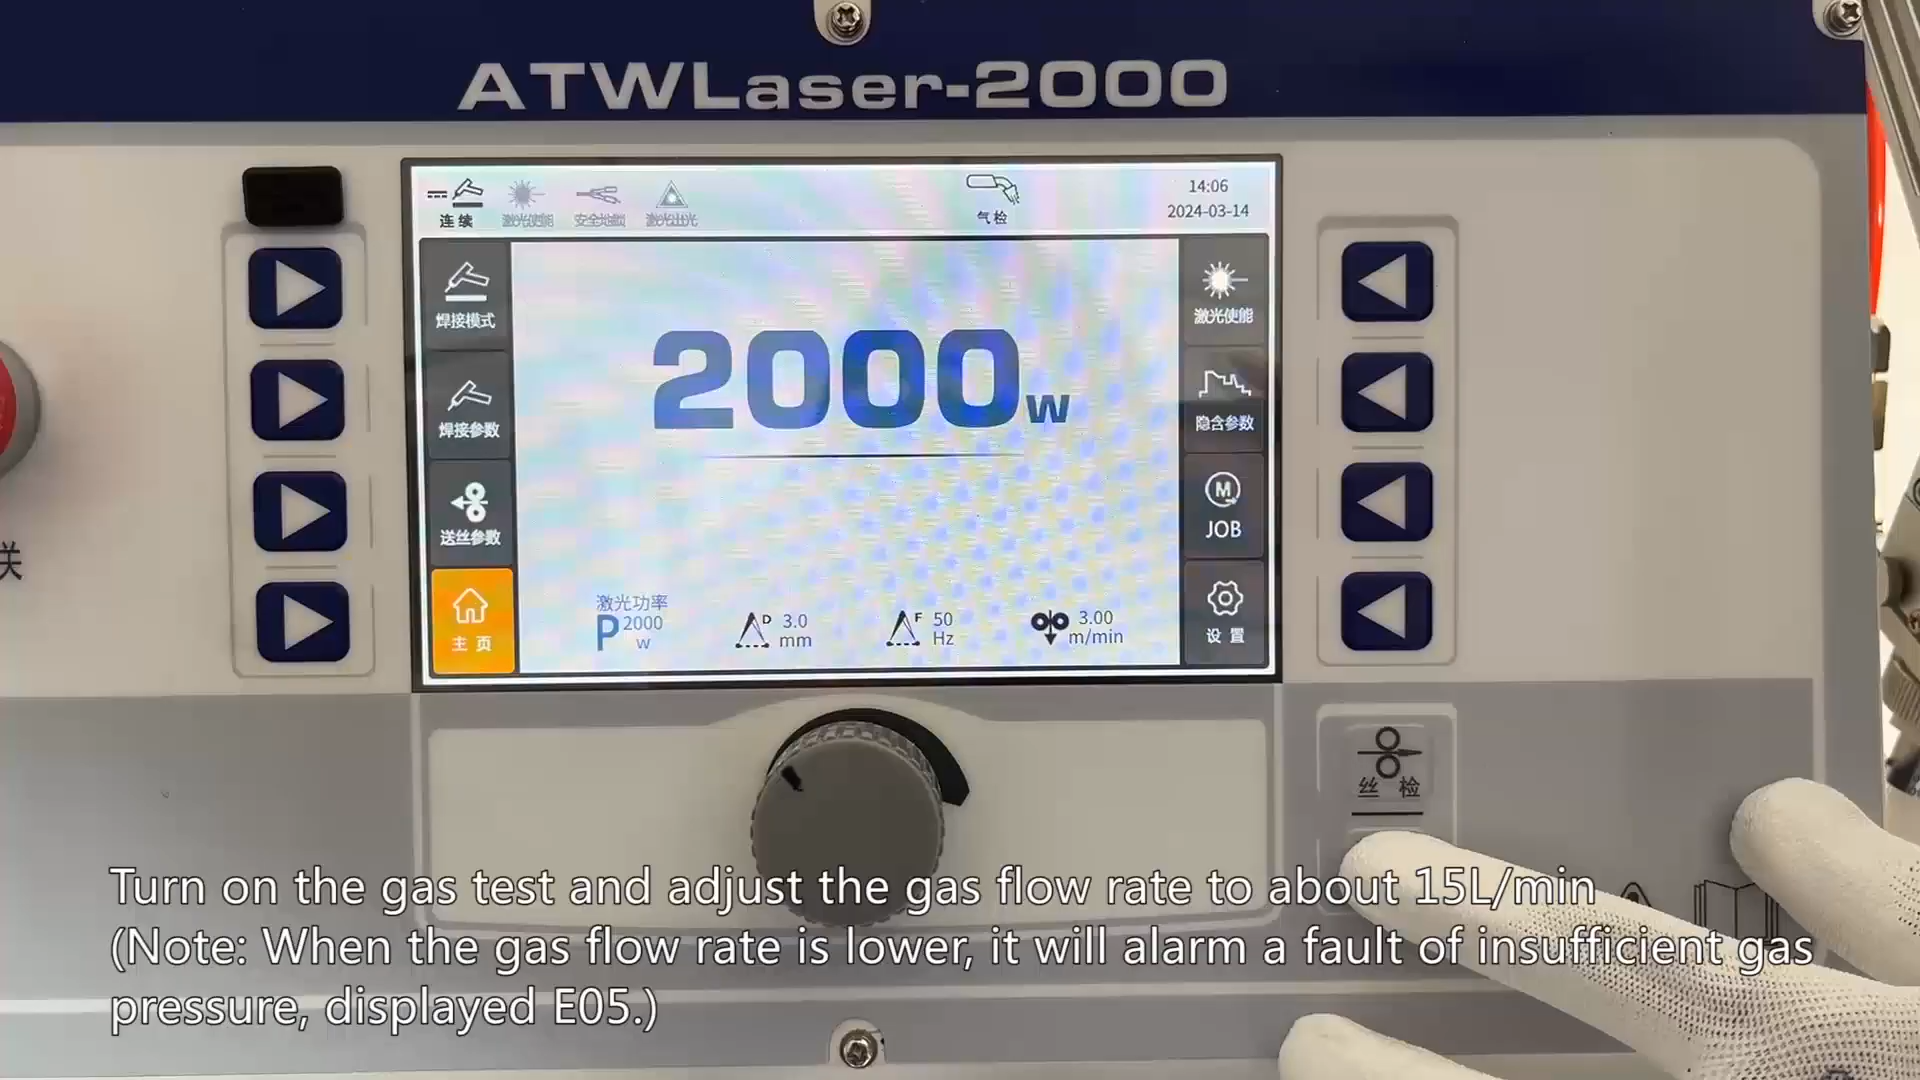 ATWLaser-2000
连续
激光使能
安全地锁
激光出光
气检
14:06
2024-03-14
焊接模式
焊接参数
送丝参数
主页
2000w
激光功率
P 2000 w
D 3.0 mm
F 50 Hz
3.00 m/min
激光使能
隐含参数
M
JOB
设置
关
丝检
Turn on the gas test and adjust the gas flow rate to about 15L/min
(Note: When the gas flow rate is lower, it will alarm a fault of insufficient gas
pressure, displayed E05.)